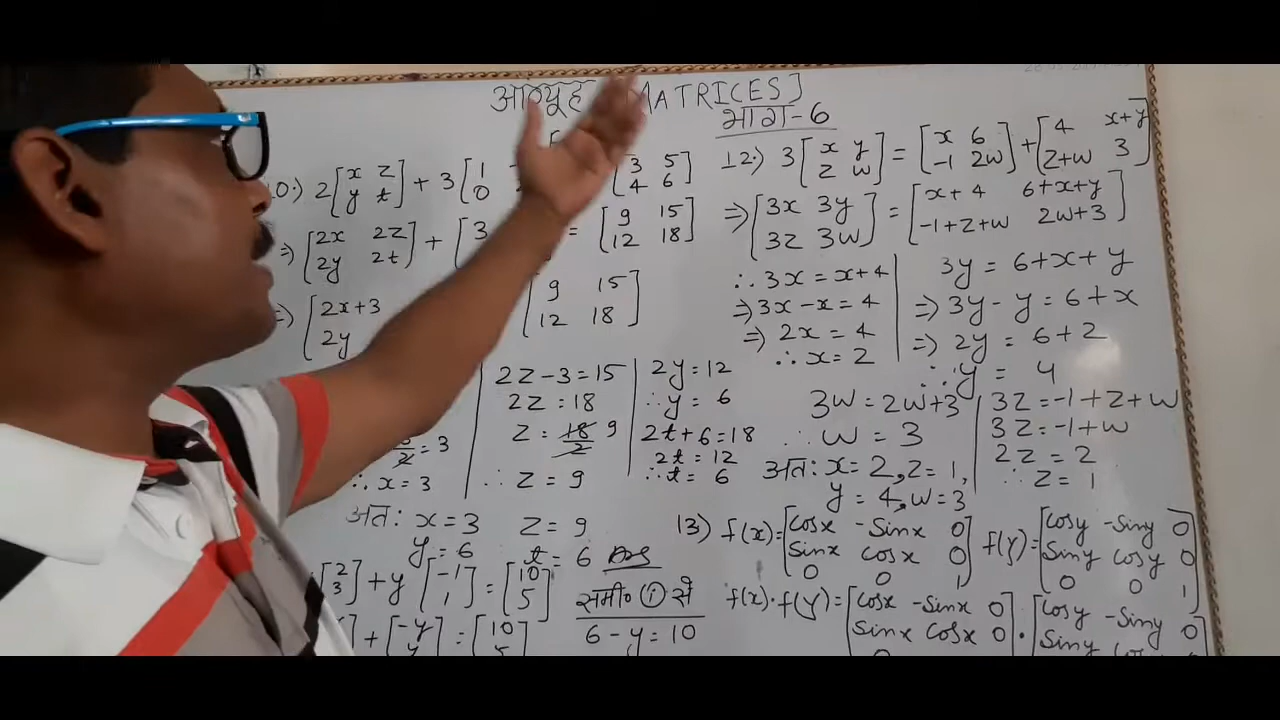 आव्यूह MATRICES]
भाग-6
10.) 2[x z; y t] + 3[1; 0 = 3[3 5; 4 6]
⇒ [2x 2z; 2y 2t] + [3 = [9 15; 12 18]
⇒ [2x+3; 2y [9 15; 12 18]
= 3
∴ x = 3
2z - 3 = 15
2z = 18
z = 18/2 9
∴ z = 9
2y = 12
∴ y = 6
2t + 6 = 18
2t = 12
∴ t = 6
अतः x = 3 z = 9
y = 6 t = 6 Ans
[2; 3] + y[-1; 1] = [10; 5]
+ [-y; y] = [10; 5]
समी० ① से
6 - y = 10
12.) 3[x y; z w] = [x 6; -1 2w] + [4 x+y; z+w 3]
⇒ [3x 3y; 3z 3w] = [x+4 6+x+y; -1+z+w 2w+3]
∴ 3x = x+4
⇒ 3x - x = 4
⇒ 2x = 4
∴ x = 2
3y = 6+x+y
⇒ 3y - y = 6+x
⇒ 2y = 6+2
∴ y = 4
3w = 2w+3
∴ w = 3
3z = -1+z+w
3z = -1+w
2z = 2
∴ z = 1
अतः x = 2, z = 1,
y = 4, w = 3
13) f(x) = [cosx -sinx 0; sinx cosx 0; 0 0 1] f(y) = [cosy -siny 0; siny cosy 0; 0 0 1]
f(x)·f(y) = [cosx -sinx 0; sinx cosx 0 · [cosy -siny 0; siny cosy 0